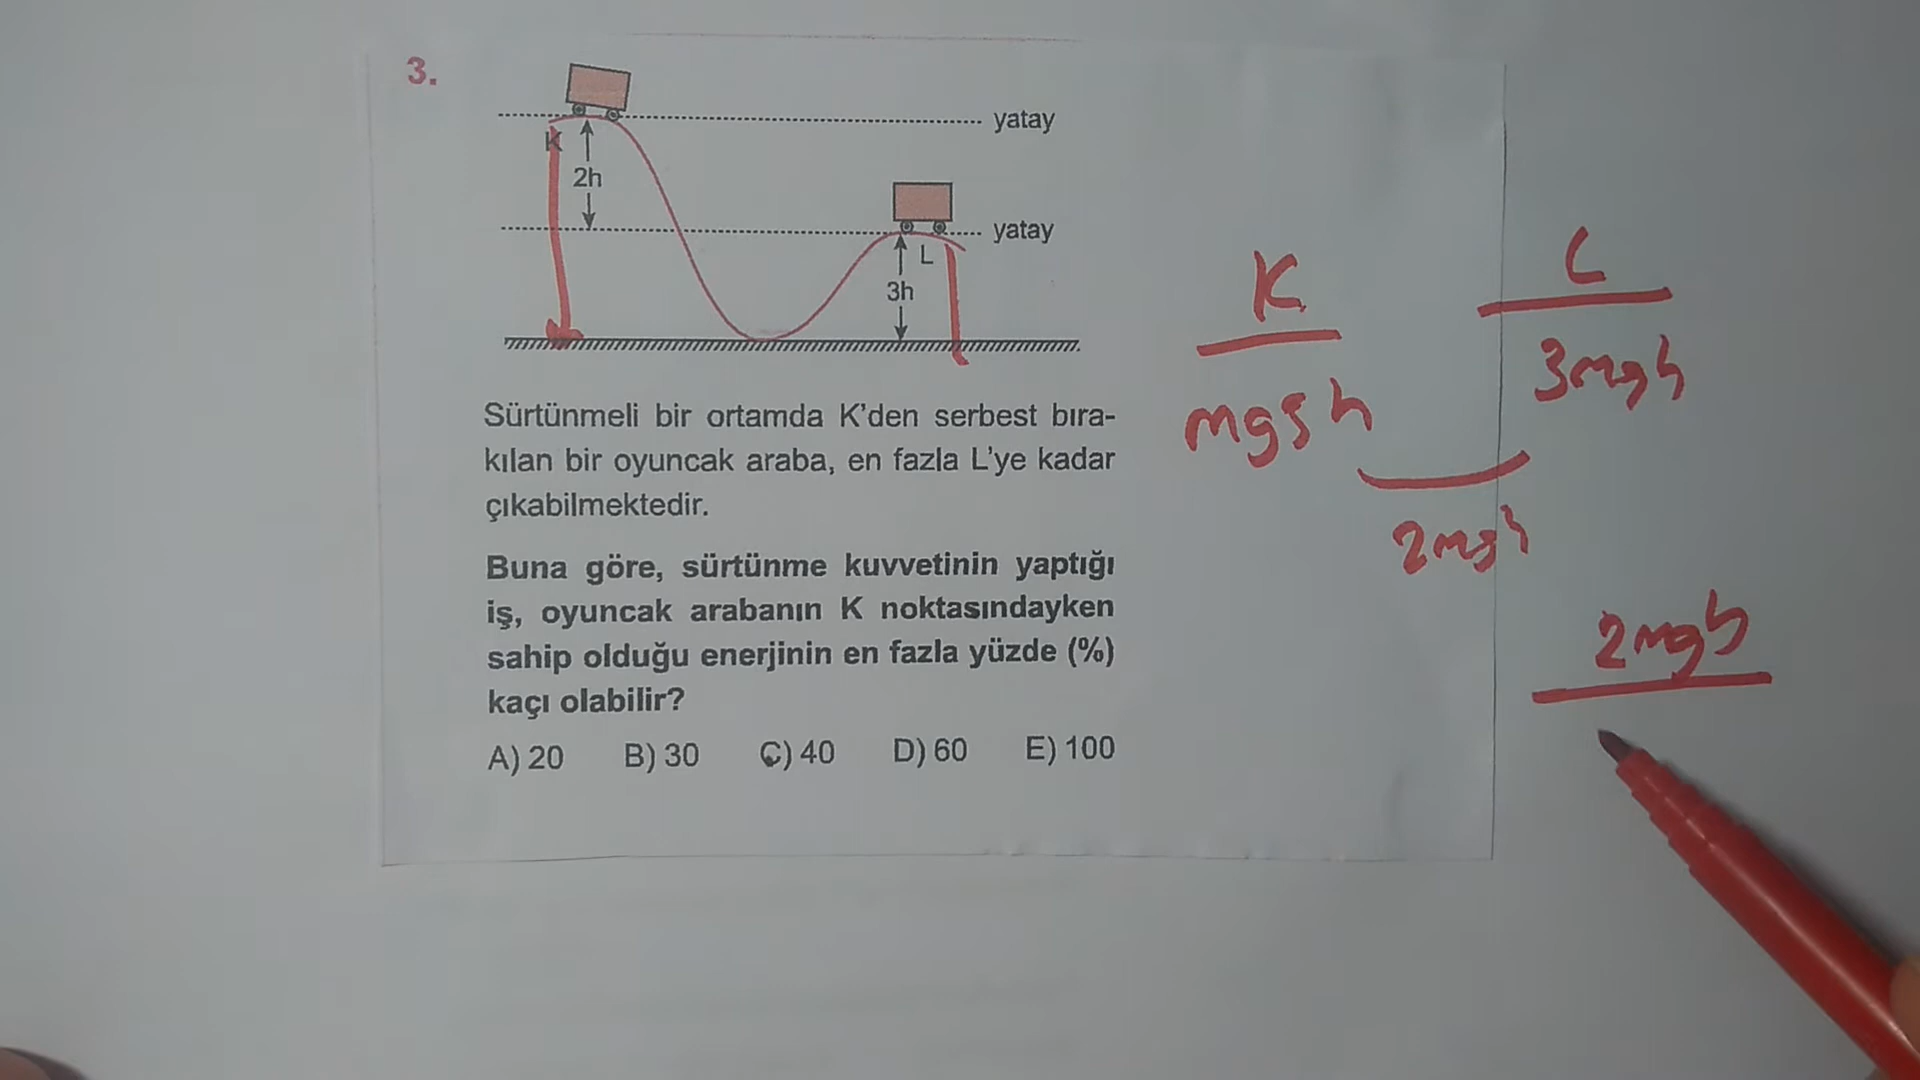 3.
yatay
K
2h
yatay
L
3h
Sürtünmeli bir ortamda K'den serbest bıra-
kılan bir oyuncak araba, en fazla L'ye kadar
çıkabilmektedir.
Buna göre, sürtünme kuvvetinin yaptığı
iş, oyuncak arabanın K noktasındayken
sahip olduğu enerjinin en fazla yüzde (%)
kaçı olabilir?
A) 20 B) 30 C) 40 D) 60 E) 100
K
mg5h
L
3mgh
2mgh
2mgh